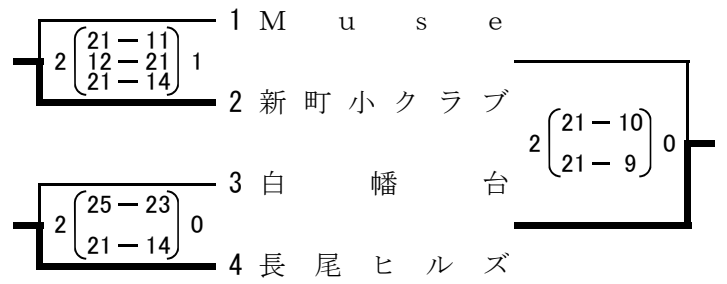 1 Muse
2 (21－11 12－21 21－14) 1
2 新町小クラブ
2 (21－10 21－9) 0
3 白幡台
2 (25－23 21－14) 0
4 長尾ヒルズ